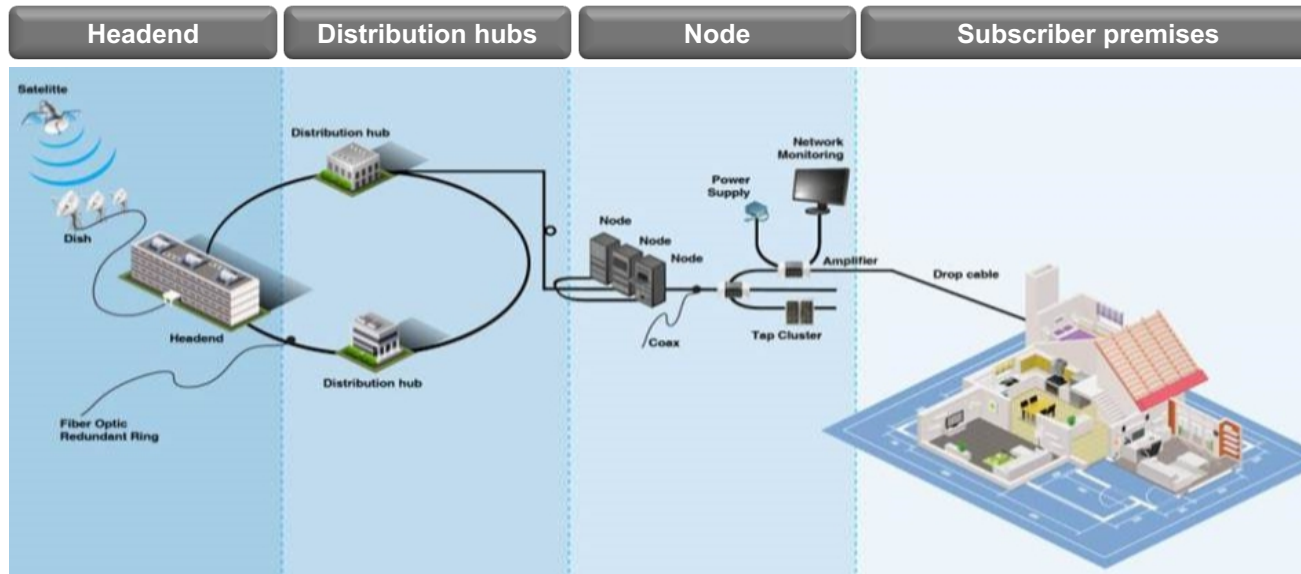 Headend
Distribution hubs
Node
Subscriber premises
Satelitte
Dish
Headend
Fiber Optic
Redundant Ring
Distribution hub
Distribution hub
Node
Node
Node
Coax
Power
Supply
Network
Monitoring
Amplifier
Tap Cluster
Drop cable